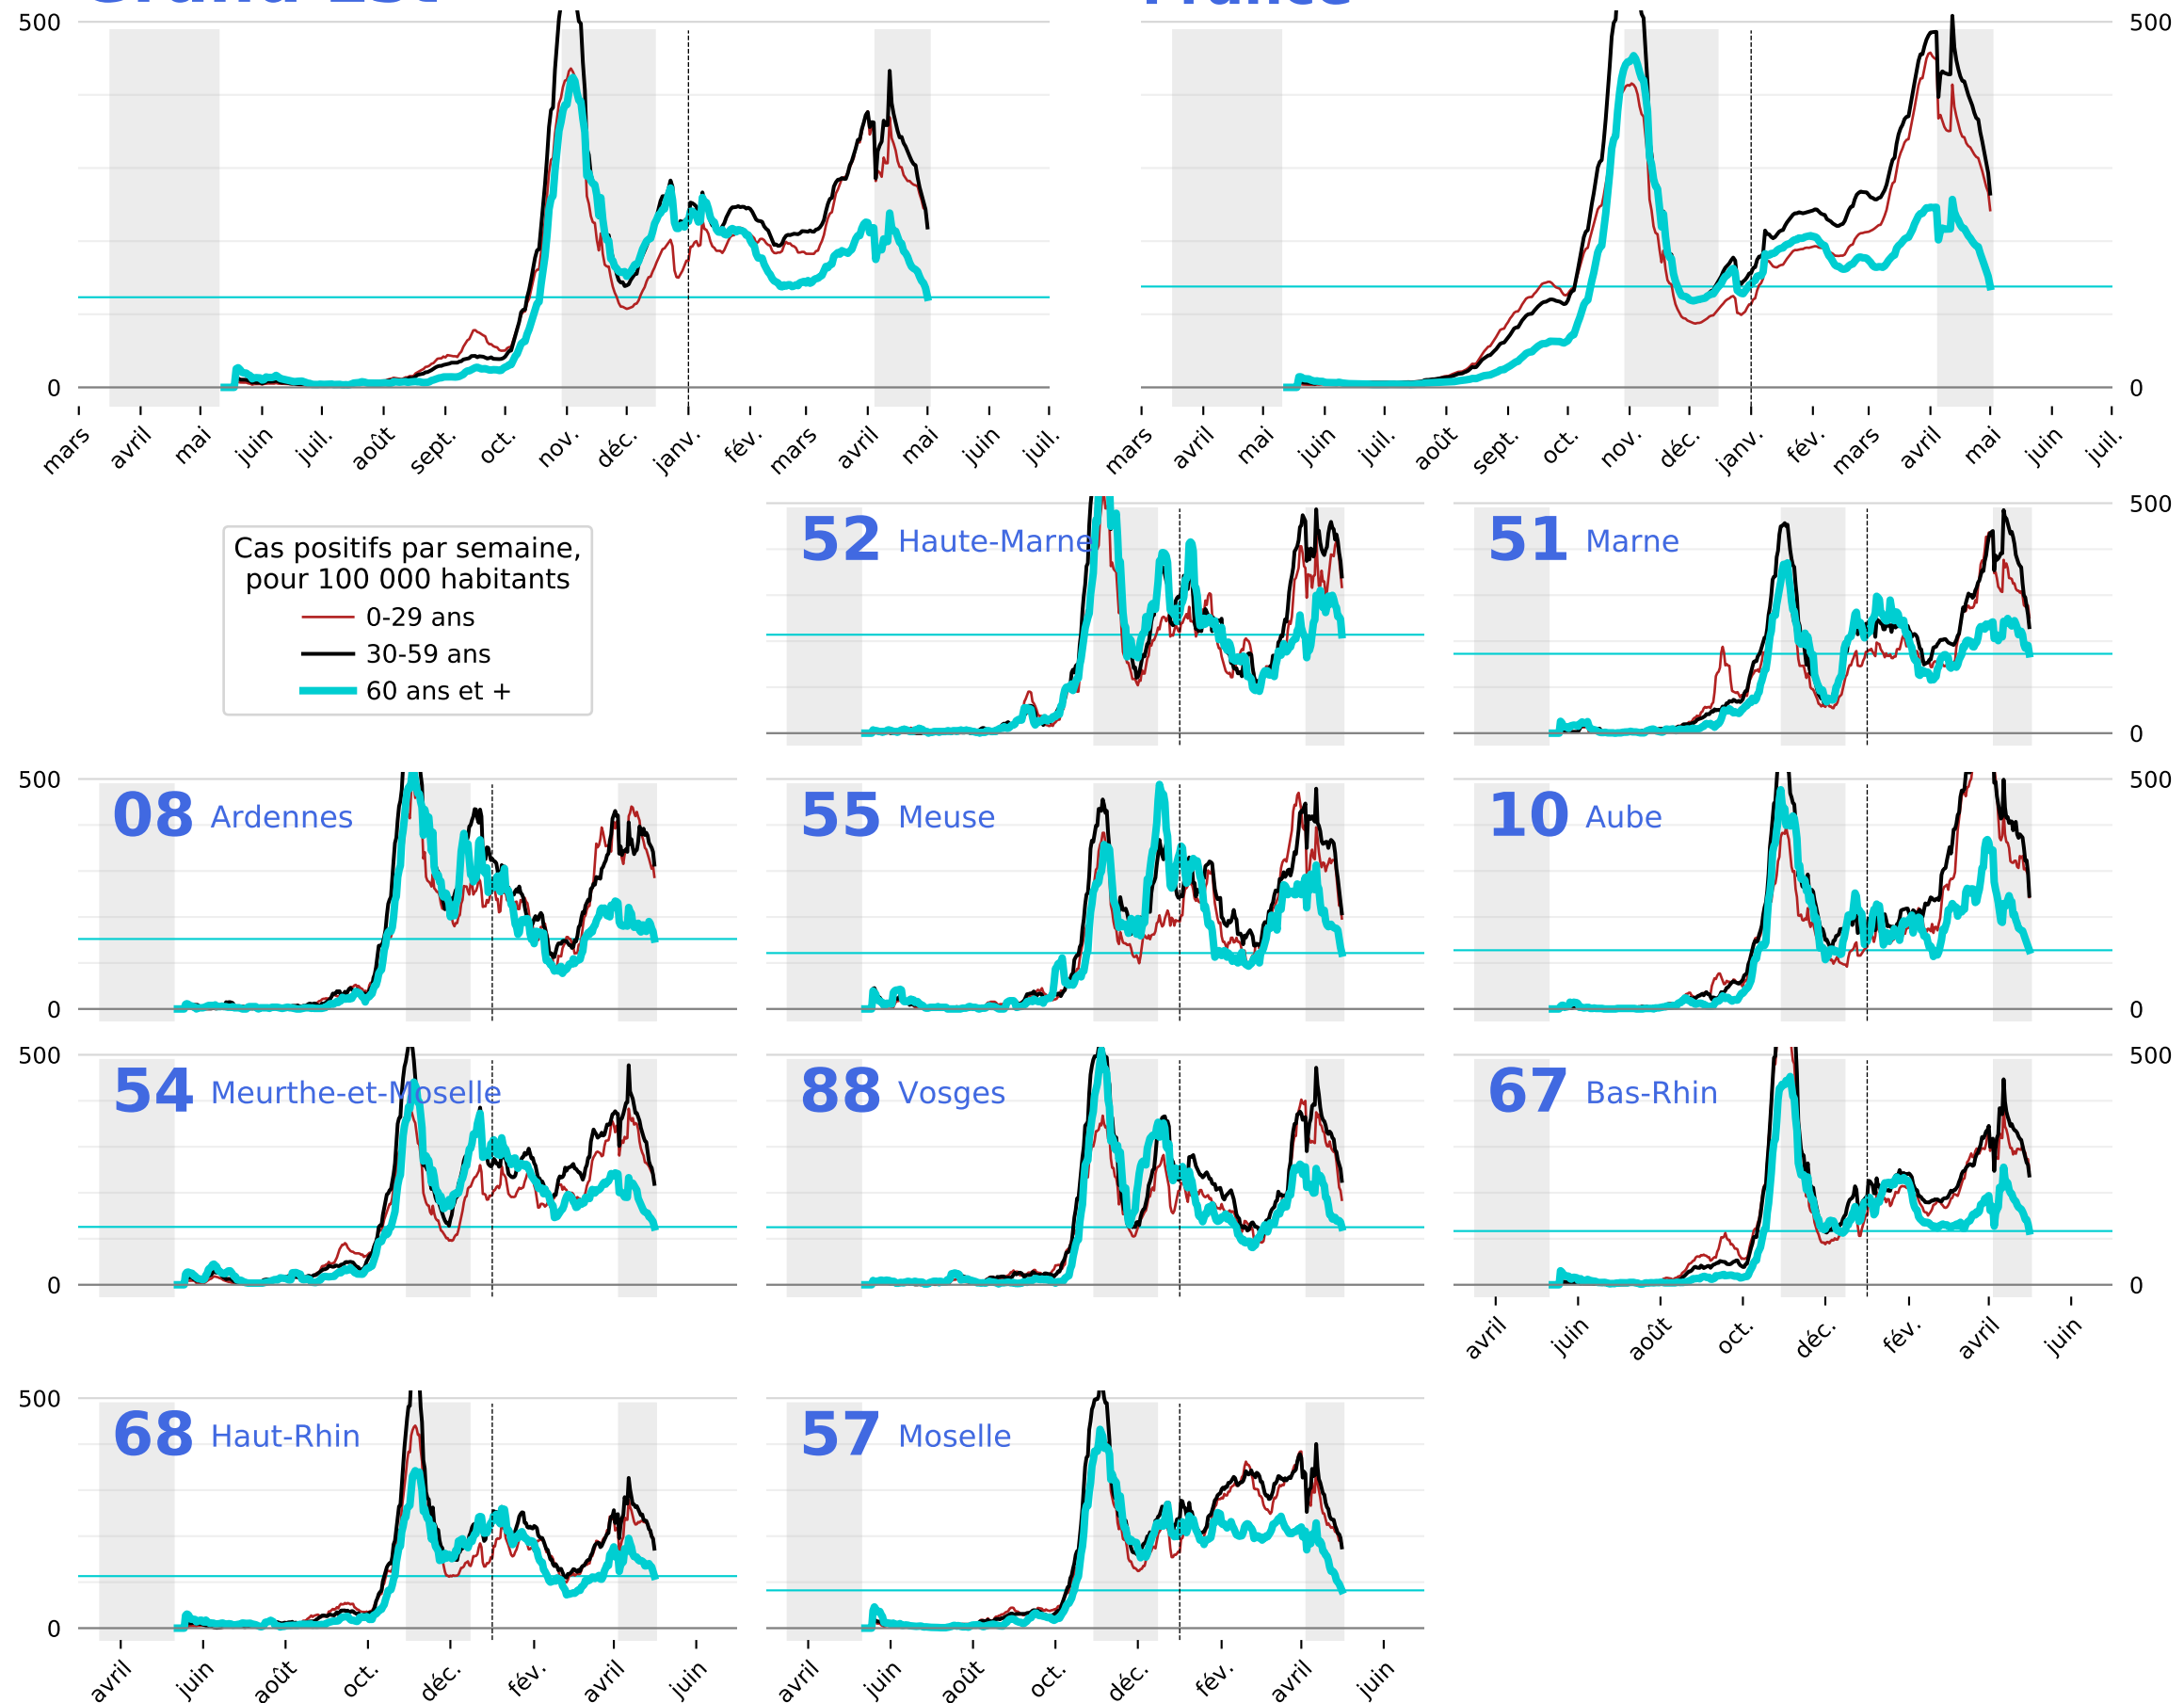 Grand-Est
France
500
500
0
0
mars avril mai juin juil. août sept. oct. nov. déc. janv. fév. mars avril mai juin juil.
mars avril mai juin juil. août sept. oct. nov. déc. janv. fév. mars avril mai juin juil.
Cas positifs par semaine,
pour 100 000 habitants
0-29 ans
30-59 ans
60 ans et +
52 Haute-Marne
51 Marne
500
0
500
08 Ardennes
0
55 Meuse
10 Aube
500
0
500
54 Meurthe-et-Moselle
0
88 Vosges
67 Bas-Rhin
500
0
avril juin août oct. déc. fév. avril juin
500
68 Haut-Rhin
0
avril juin août oct. déc. fév. avril juin
57 Moselle
avril juin août oct. déc. fév. avril juin